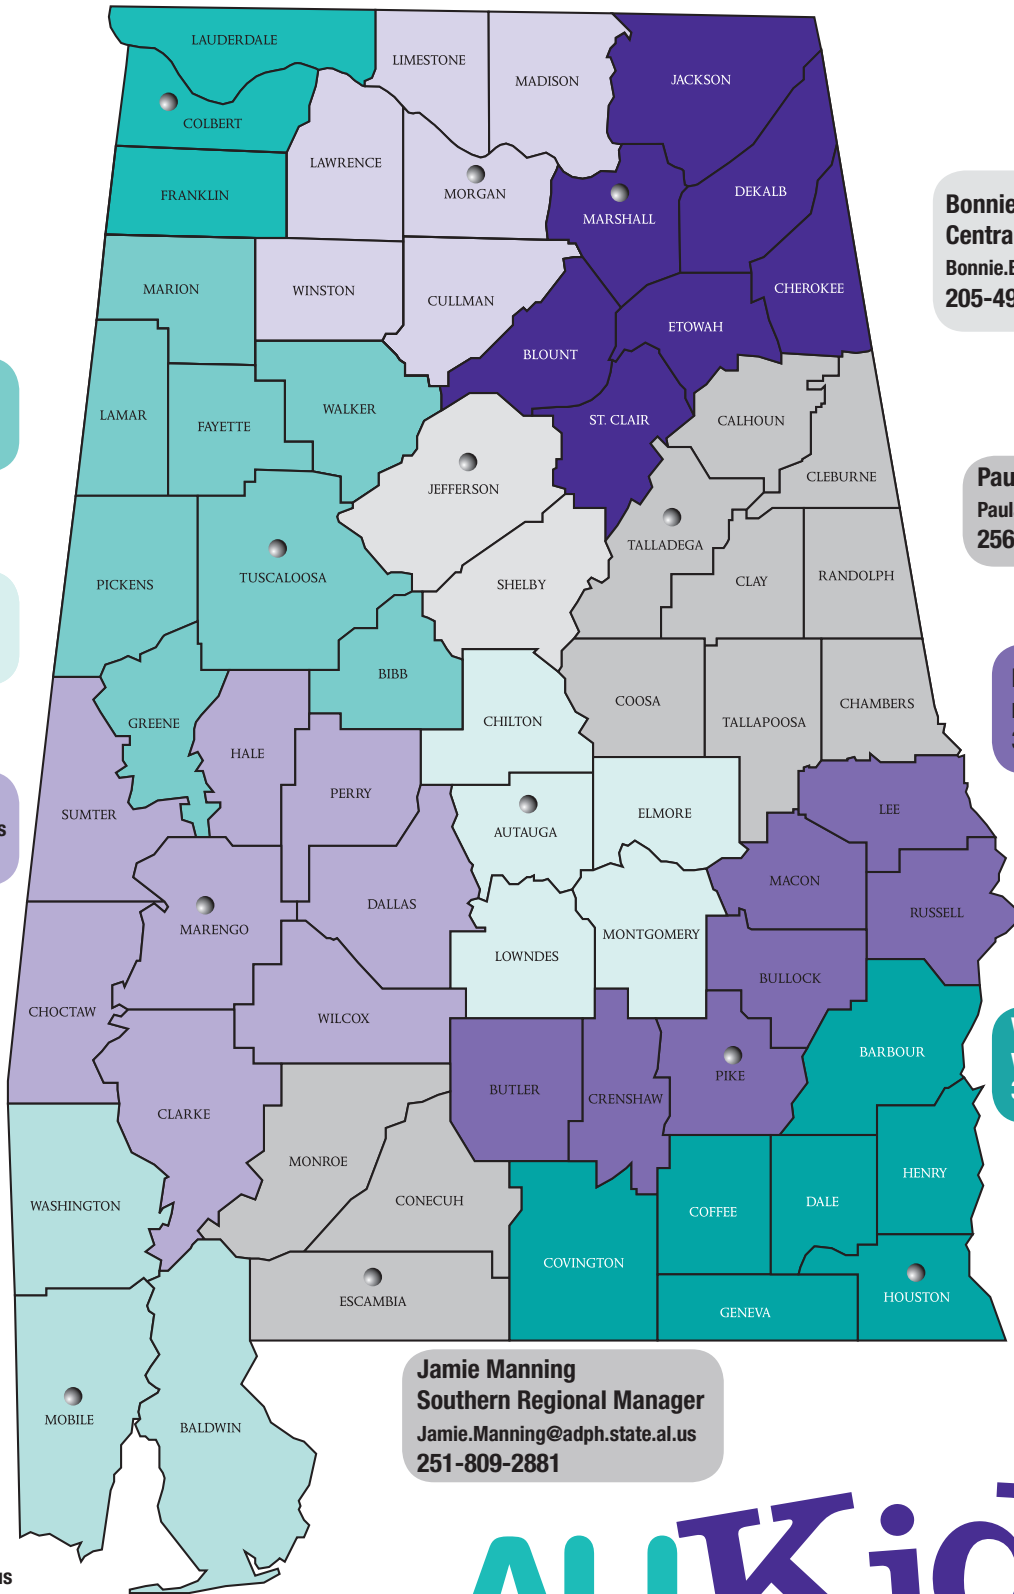 LAUDERDALE
LIMESTONE
MADISON
JACKSON
COLBERT
LAWRENCE
FRANKLIN
MORGAN
MARSHALL
DEKALB
Bonnie
Centra
Bonnie.E
205-49
MARION
WINSTON
CULLMAN
CHEROKEE
ETOWAH
BLOUNT
LAMAR
FAYETTE
WALKER
ST. CLAIR
CALHOUN
CLEBURNE
JEFFERSON
Pau
Paul
256
TALLADEGA
PICKENS
TUSCALOOSA
SHELBY
CLAY
RANDOLPH
BIBB
COOSA
CHAMBERS
GREENE
CHILTON
TALLAPOOSA
HALE
PERRY
SUMTER
AUTAUGA
ELMORE
LEE
s
MACON
DALLAS
RUSSELL
MARENGO
MONTGOMERY
LOWNDES
BULLOCK
CHOCTAW
WILCOX
BARBOUR
BUTLER
CRENSHAW
PIKE
CLARKE
MONROE
CONECUH
HENRY
WASHINGTON
COFFEE
DALE
COVINGTON
ESCAMBIA
GENEVA
HOUSTON
MOBILE
BALDWIN
Jamie Manning
Southern Regional Manager
Jamie.Manning@adph.state.al.us
251-809-2881
us
ALL Kid